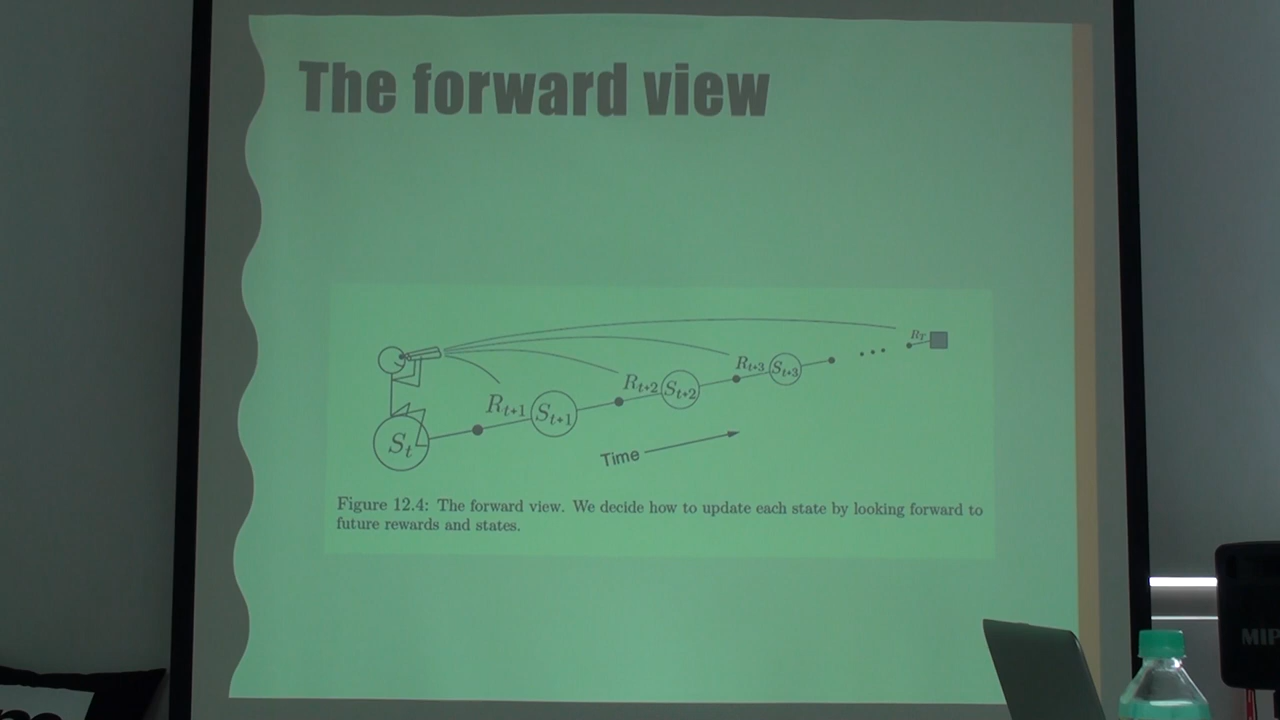 The forward view
R_T
R_{t+3} S_{t+3}
R_{t+2} S_{t+2}
R_{t+1} S_{t+1}
S_t
Time
Figure 12.4: The forward view. We decide how to update each state by looking forward to
future rewards and states.
MIP